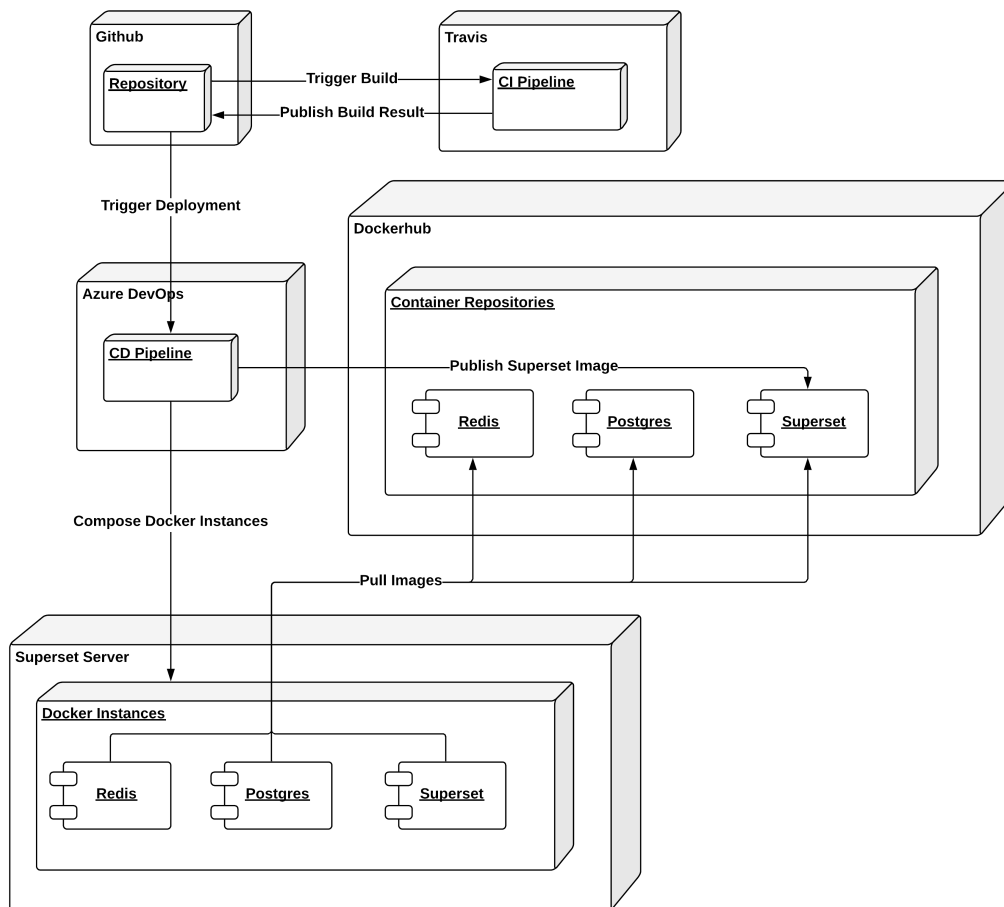 Github
Travis
Repository
Trigger Build
CI Pipeline
Publish Build Result
Trigger Deployment
Dockerhub
Azure DevOps
Container Repositories
CD Pipeline
Publish Superset Image
Redis
Postgres
Superset
Compose Docker Instances
Pull Images
Superset Server
Docker Instances
Redis
Postgres
Superset